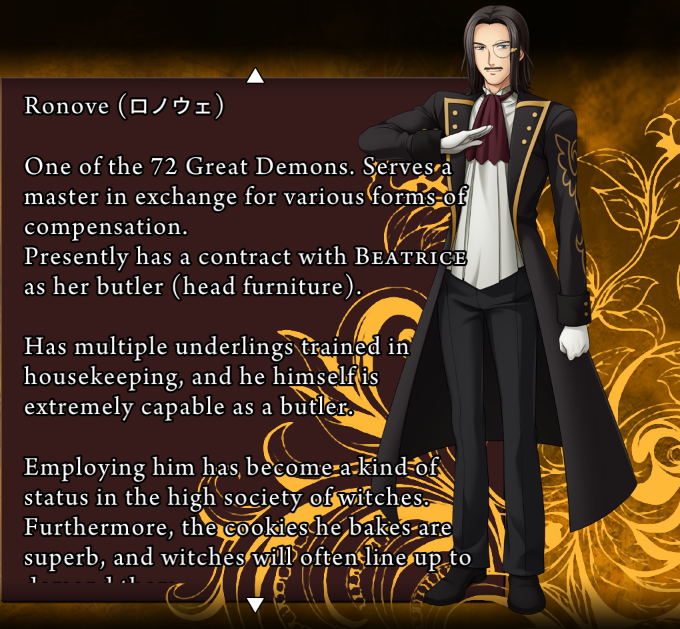 Ronove (ロノウェ)
One of the 72 Great Demons. Serves a
master in exchange for various forms of
compensation.
Presently has a contract with BEATRICE
as her butler (head furniture).
Has multiple underlings trained in
housekeeping, and he himself is
extremely capable as a butler.
Employing him has become a kind of
status in the high society of witches.
Furthermore, the cookies he bakes are
superb, and witches will often line up to